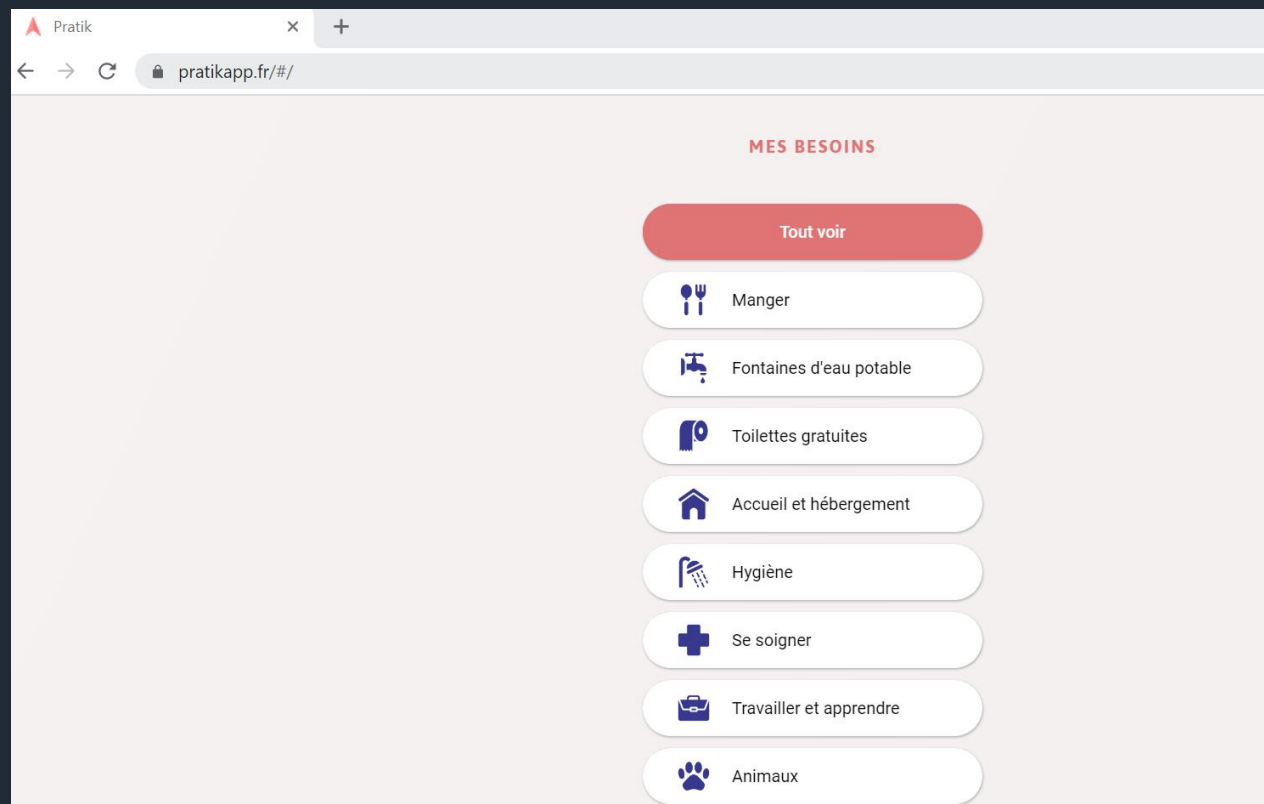 Pratik
pratikapp.fr/#/
MES BESOINS
Tout voir
Manger
Fontaines d'eau potable
Toilettes gratuites
Accueil et hébergement
Hygiène
Se soigner
Travailler et apprendre
Animaux